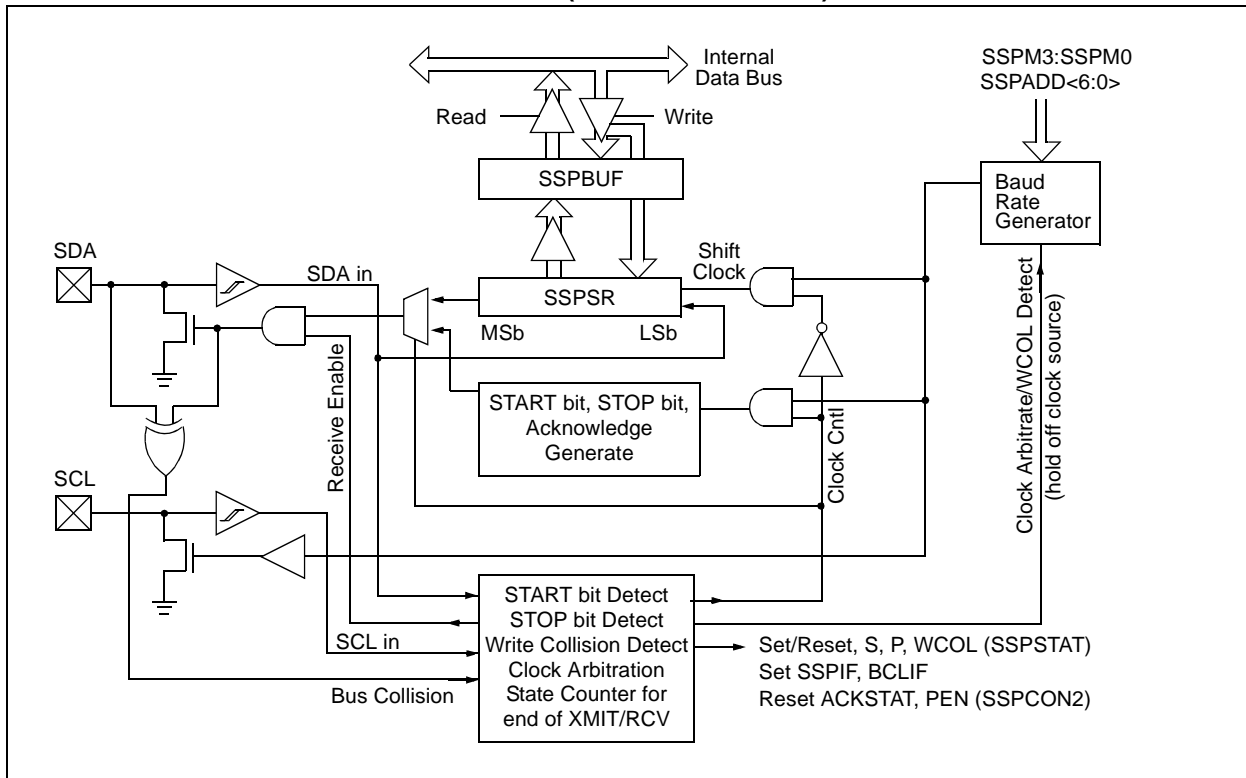 Internal
Data Bus
SSPM3:SSPM0
SSPADD<6:0>
Read
Write
SSPBUF
Baud
Rate
Generator
SDA
SDA in
Shift
Clock
SSPSR
MSb
LSb
Receive Enable
START bit, STOP bit,
Acknowledge
Generate
Clock Cntl
Clock Arbitrate/WCOL Detect
(hold off clock source)
SCL
START bit Detect
STOP bit Detect
Write Collision Detect
Clock Arbitration
State Counter for
end of XMIT/RCV
SCL in
Bus Collision
Set/Reset, S, P, WCOL (SSPSTAT)
Set SSPIF, BCLIF
Reset ACKSTAT, PEN (SSPCON2)